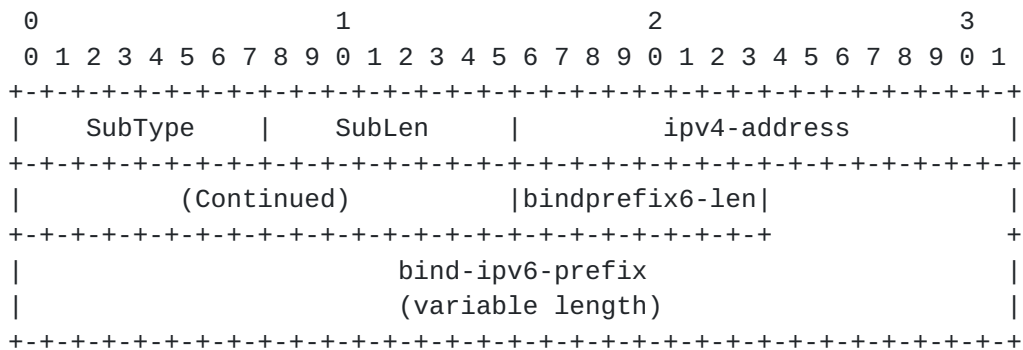 0                   1                   2                   3
 0 1 2 3 4 5 6 7 8 9 0 1 2 3 4 5 6 7 8 9 0 1 2 3 4 5 6 7 8 9 0 1
+-+-+-+-+-+-+-+-+-+-+-+-+-+-+-+-+-+-+-+-+-+-+-+-+-+-+-+-+-+-+-+-+
|    SubType    |    SubLen     |         ipv4-address          |
+-+-+-+-+-+-+-+-+-+-+-+-+-+-+-+-+-+-+-+-+-+-+-+-+-+-+-+-+-+-+-+-+
|          (Continued)          |bindprefix6-len|               |
+-+-+-+-+-+-+-+-+-+-+-+-+-+-+-+-+-+-+-+-+-+-+-+-+               +
|                        bind-ipv6-prefix                       |
|                        (variable length)                      |
+-+-+-+-+-+-+-+-+-+-+-+-+-+-+-+-+-+-+-+-+-+-+-+-+-+-+-+-+-+-+-+-+